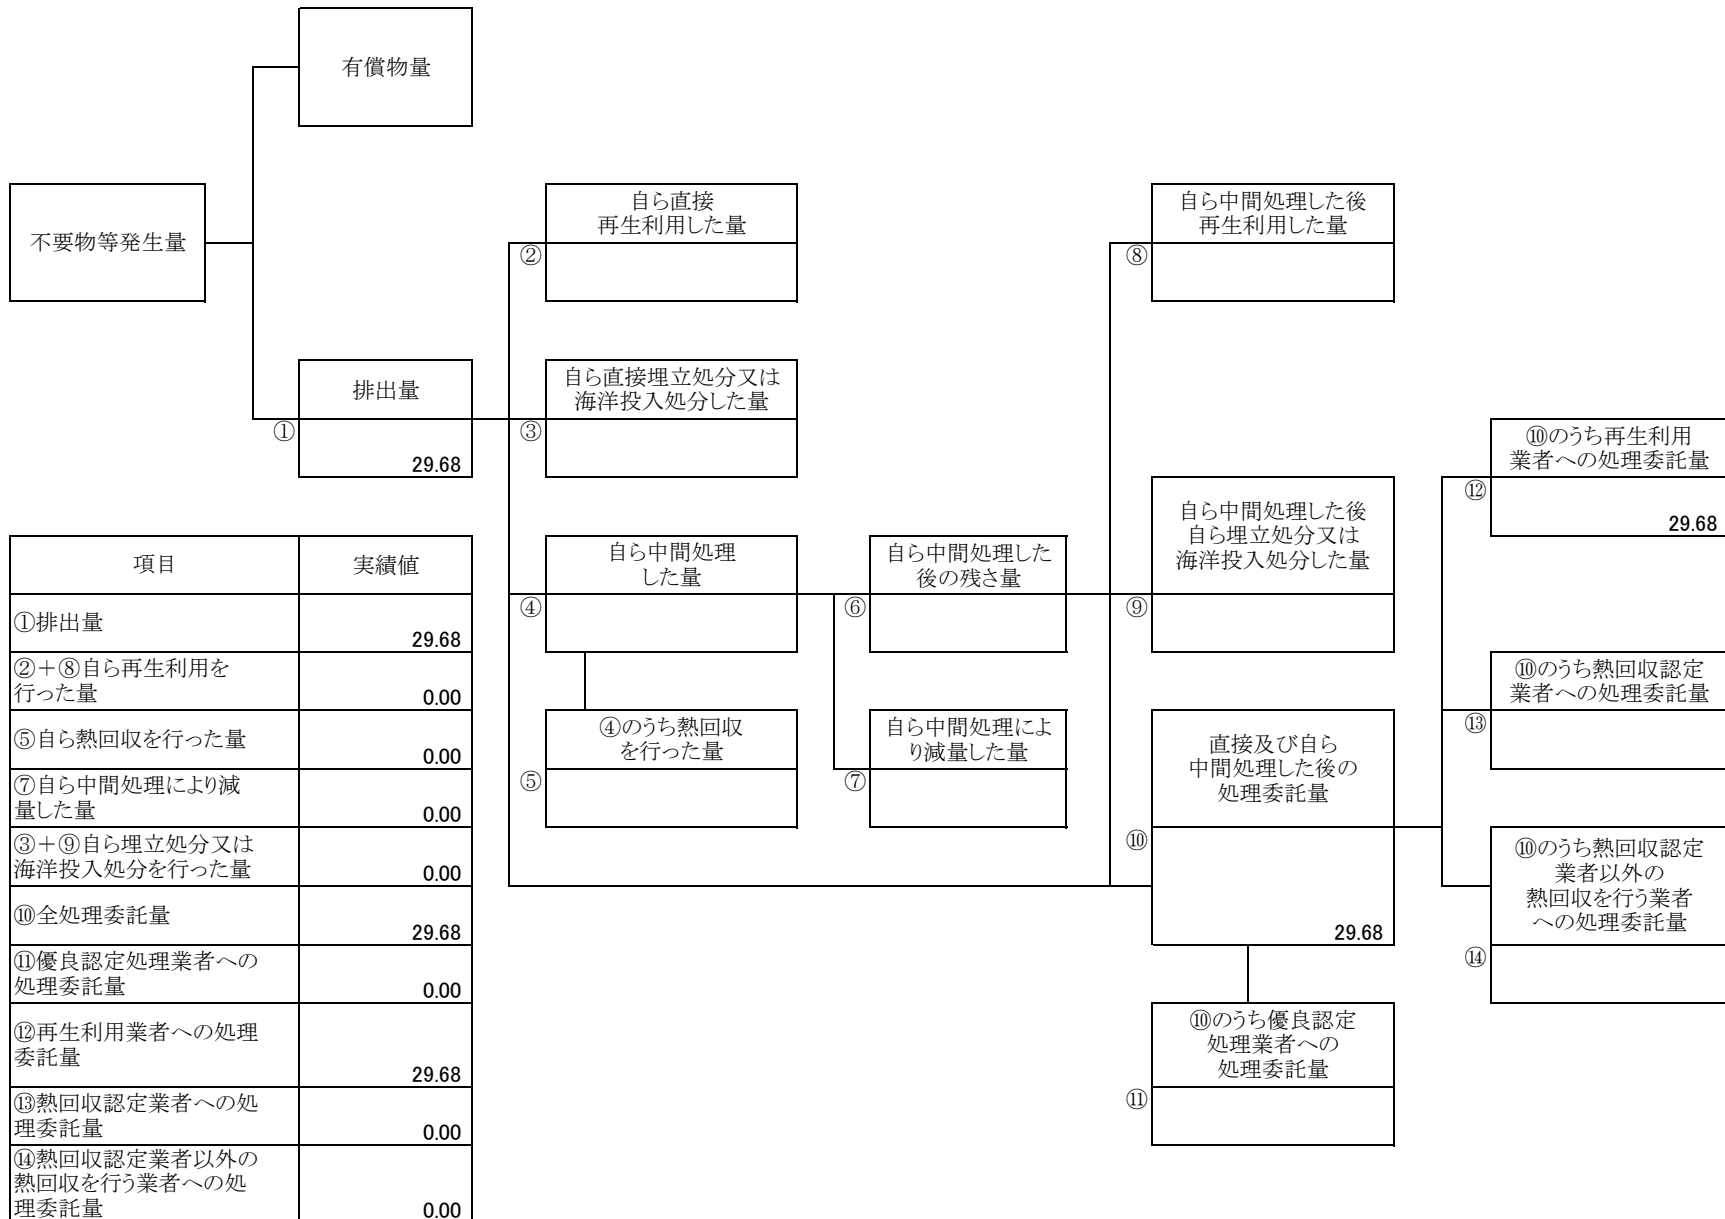 有償物量
不要物等発生量
自ら直接
再生利用した量
②
自ら中間処理した後
再生利用した量
⑧
排出量
①
29.68
自ら直接埋立処分又は
海洋投入処分した量
③
⑩のうち再生利用
業者への処理委託量
⑫
29.68
自ら中間処理
した量
④
自ら中間処理した
後の残さ量
⑥
自ら中間処理した後
自ら埋立処分又は
海洋投入処分した量
⑨
⑩のうち熱回収認定
業者への処理委託量
⑬
④のうち熱回収
を行った量
⑤
自ら中間処理によ
り減量した量
⑦
直接及び自ら
中間処理した後の
処理委託量
⑩
29.68
⑩のうち熱回収認定
業者以外の
熱回収を行う業者
への処理委託量
⑭
⑩のうち優良認定
処理業者への
処理委託量
⑪
項目 実績値
①排出量
29.68
②＋⑧自ら再生利用を
行った量 0.00
⑤自ら熱回収を行った量
0.00
⑦自ら中間処理により減
量した量 0.00
③＋⑨自ら埋立処分又は
海洋投入処分を行った量 0.00
⑩全処理委託量
29.68
⑪優良認定処理業者への
処理委託量 0.00
⑫再生利用業者への処理
委託量
29.68
⑬熱回収認定業者への処
理委託量 0.00
⑭熱回収認定業者以外の
熱回収を行う業者への処
理委託量 0.00